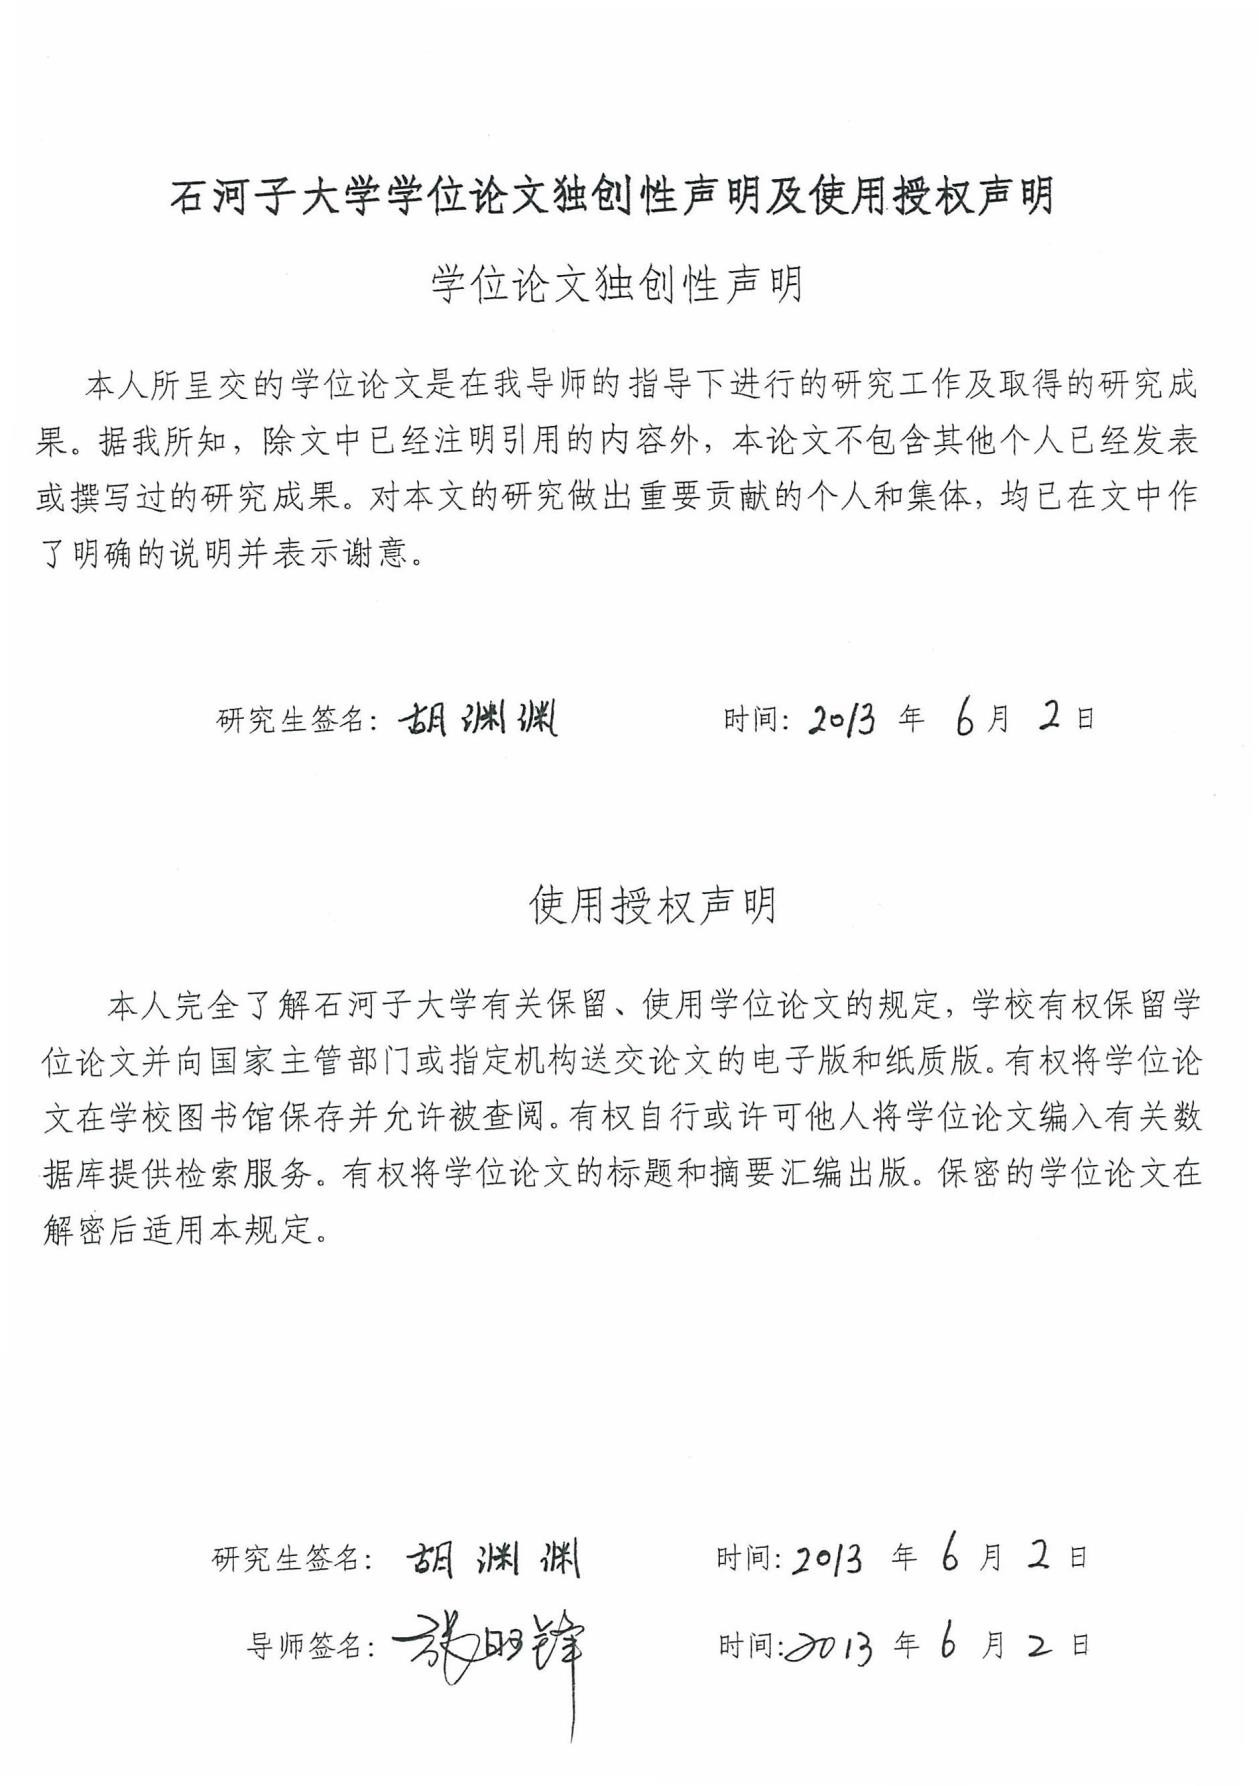 石河子大学学位论文独创性声明及使用授权声明
学位论文独创性声明
本人所呈交的学位论文是在我导师的指导下进行的研究工作及取得的研究成
果。据我所知，除文中已经注明引用的内容外，本论文不包含其他个人已经发表
或撰写过的研究成果。对本文的研究做出重要贡献的个人和集体，均已在文中作
了明确的说明并表示谢意。
研究生签名：胡渊渊 时间：2013 年 6 月 2 日
使用授权声明
本人完全了解石河子大学有关保留、使用学位论文的规定，学校有权保留学
位论文并向国家主管部门或指定机构送交论文的电子版和纸质版。有权将学位论
文在学校图书馆保存并允许被查阅。有权自行或许可他人将学位论文编入有关数
据库提供检索服务。有权将学位论文的标题和摘要汇编出版。保密的学位论文在
解密后适用本规定。
研究生签名：胡渊渊 时间：2013 年 6 月 2 日
导师签名：张旺锋 时间：2013 年 6 月 2 日